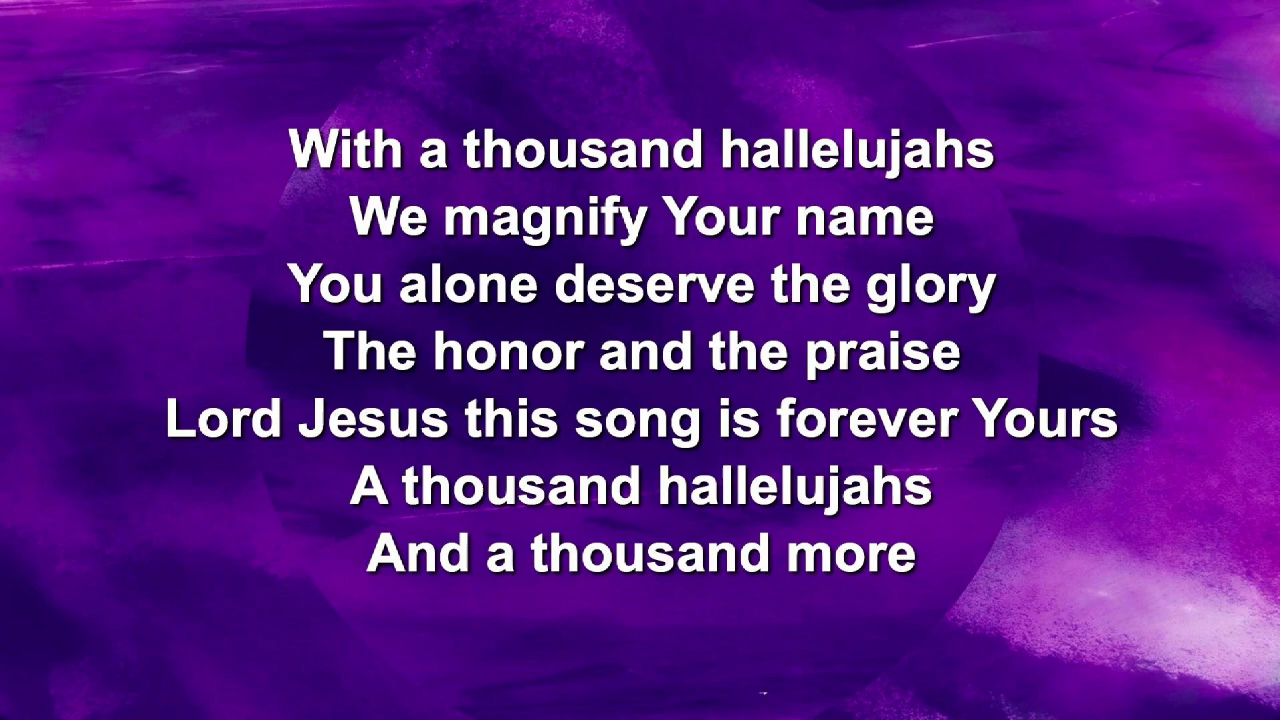 With a thousand hallelujahs
We magnify Your name
You alone deserve the glory
The honor and the praise
Lord Jesus this song is forever Yours
A thousand hallelujahs
And a thousand more